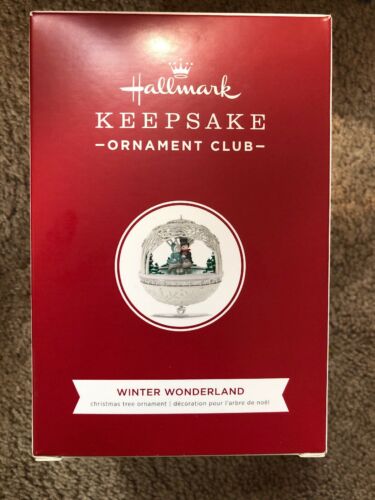 Hallmark
KEEPSAKE
–ORNAMENT CLUB–
WINTER WONDERLAND
christmas tree ornament | décoration pour l'arbre de noël